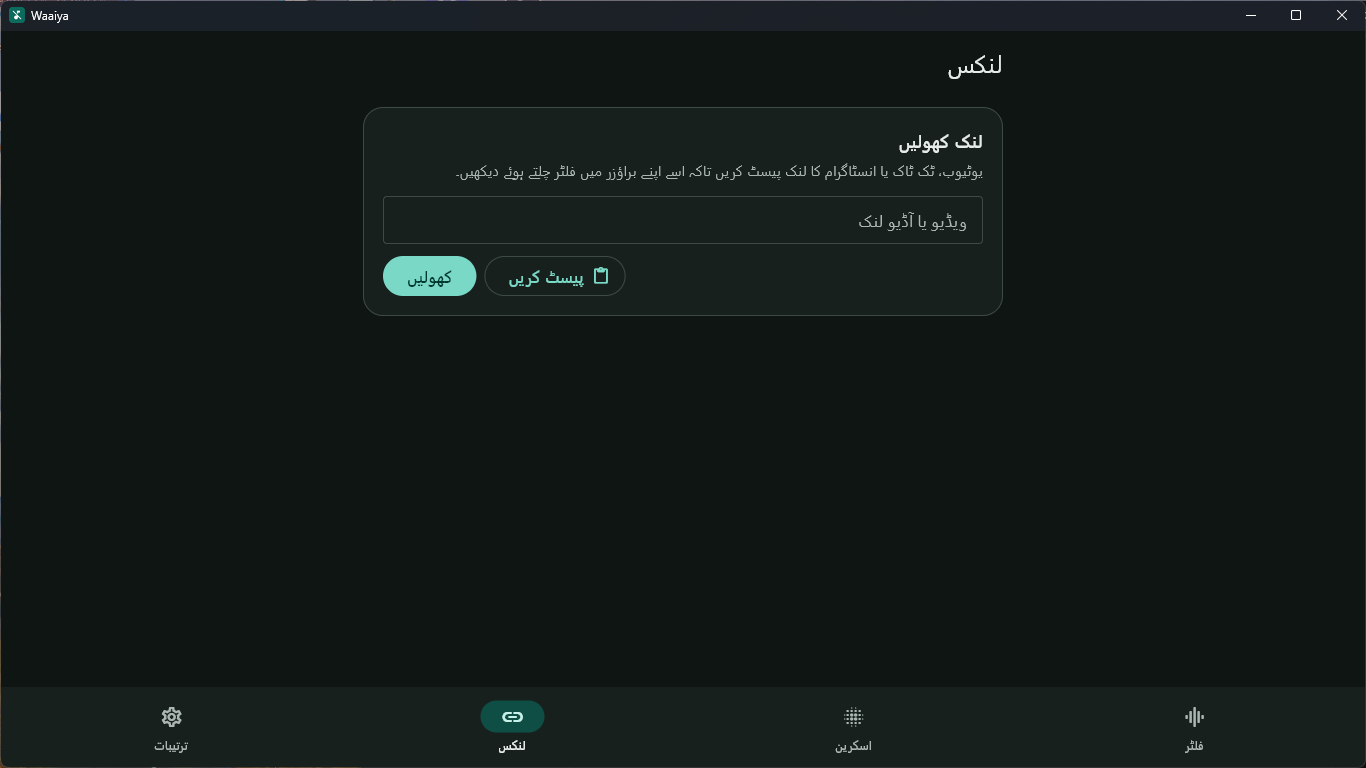 Waaiya
لنکس
لنک کھولیں
یوٹیوب، ٹک ٹاک یا انسٹاگرام کا لنک پیسٹ کریں تاکہ اسے اپنے براؤزر میں فلٹر چلتے ہوئے دیکھیں۔
ویڈیو یا آڈیو لنک
پیسٹ کریں
کھولیں
فلٹر
اسکرین
لنکس
ترتیبات